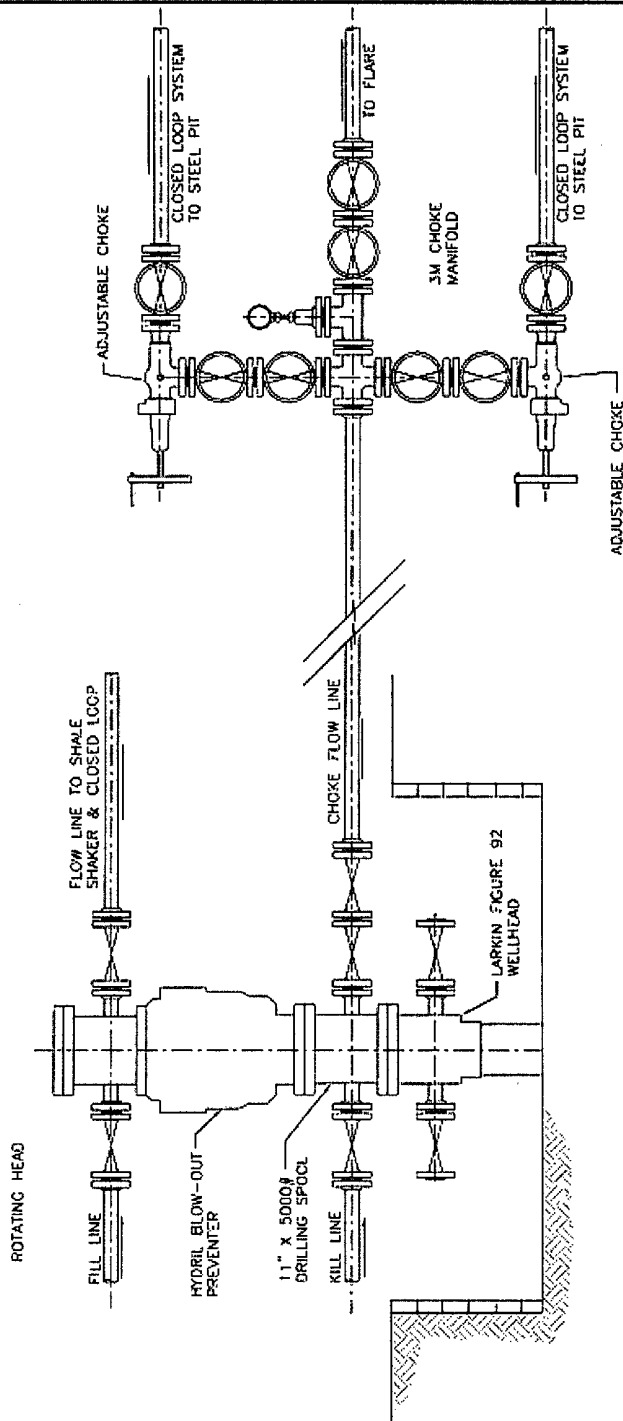 ROTATING HEAD
FILL LINE
HYDRIL BLOW-OUT
PREVENTER
11" X 5000#
DRILLING SPOOL
KILL LINE
FLOW LINE TO SHALE
SHAKER & CLOSED LOOP
CHOKE FLOW LINE
LARKIN FIGURE 92
WELLHEAD
ADJUSTABLE CHOKE
CLOSED LOOP SYSTEM
TO STEEL PIT
TO FLARE
3M CHOKE
MANIFOLD
CLOSED LOOP SYSTEM
TO STEEL PIT
ADJUSTABLE CHOKE